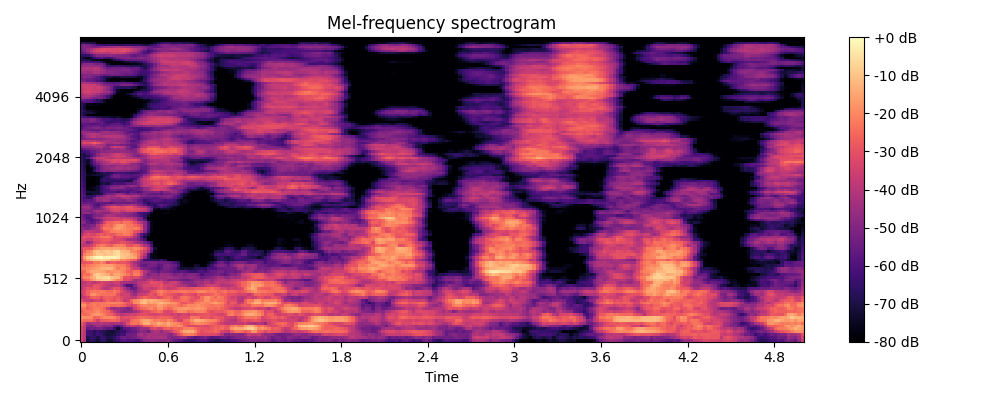 Mel-frequency spectrogram
+0 dB
-10 dB
-20 dB
-30 dB
-40 dB
-50 dB
-60 dB
-70 dB
-80 dB
Hz
4096
2048
1024
512
0
0 0.6 1.2 1.8 2.4 3 3.6 4.2 4.8
Time